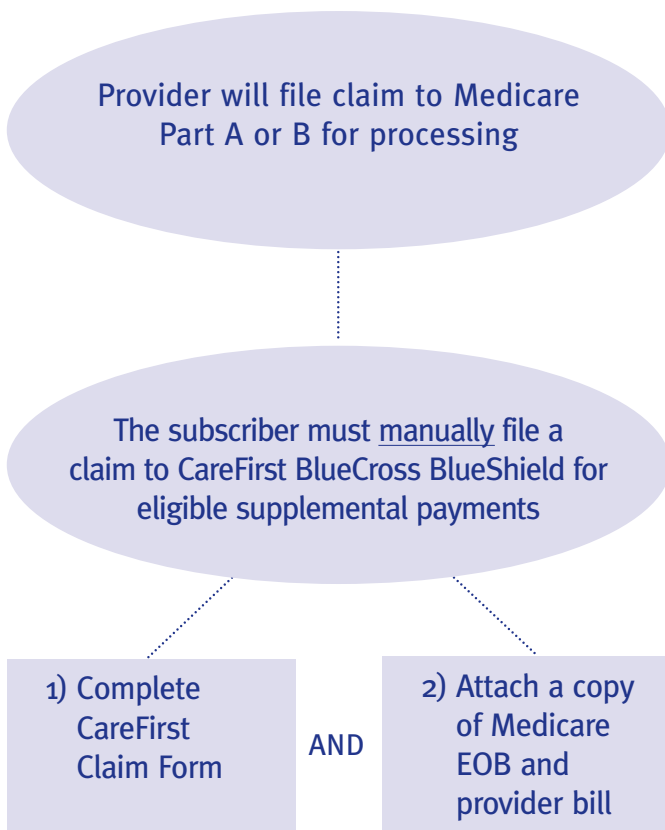 Provider will file claim to Medicare
Part A or B for processing
The subscriber must manually file a
claim to CareFirst BlueCross BlueShield for
eligible supplemental payments
1) Complete
CareFirst
Claim Form
AND
2) Attach a copy
of Medicare
EOB and
provider bill